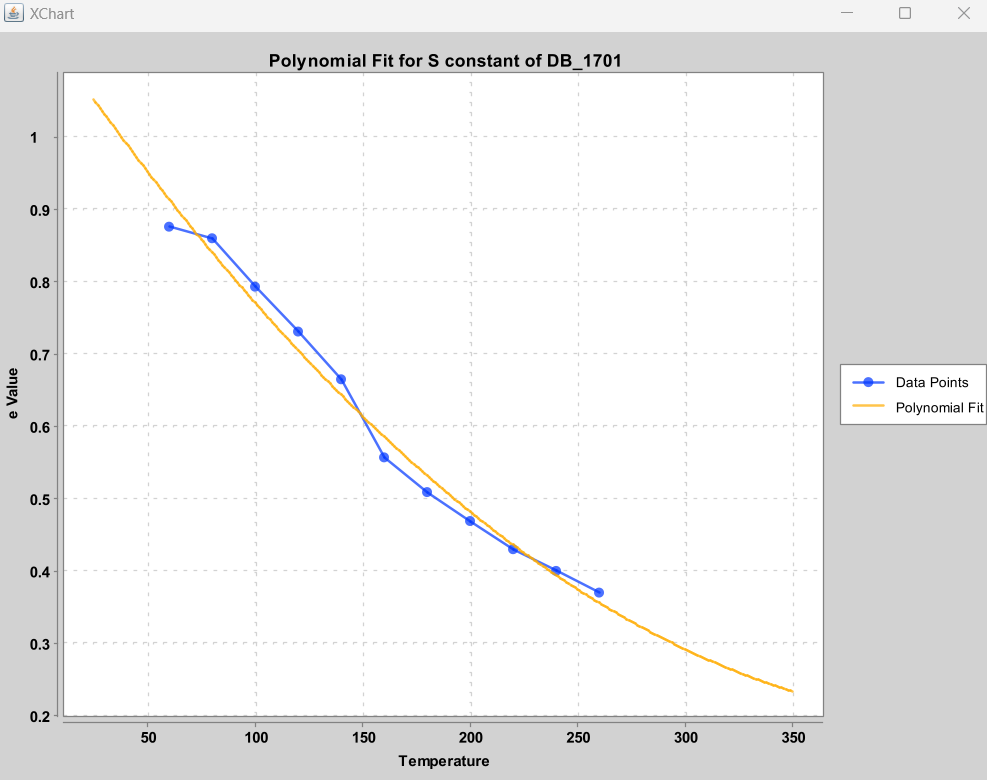 XChart
Polynomial Fit for S constant of DB_1701
e Value
1
0.9
0.8
0.7
0.6
0.5
0.4
0.3
0.2
50 100 150 200 250 300 350
Temperature
Data Points
Polynomial Fit